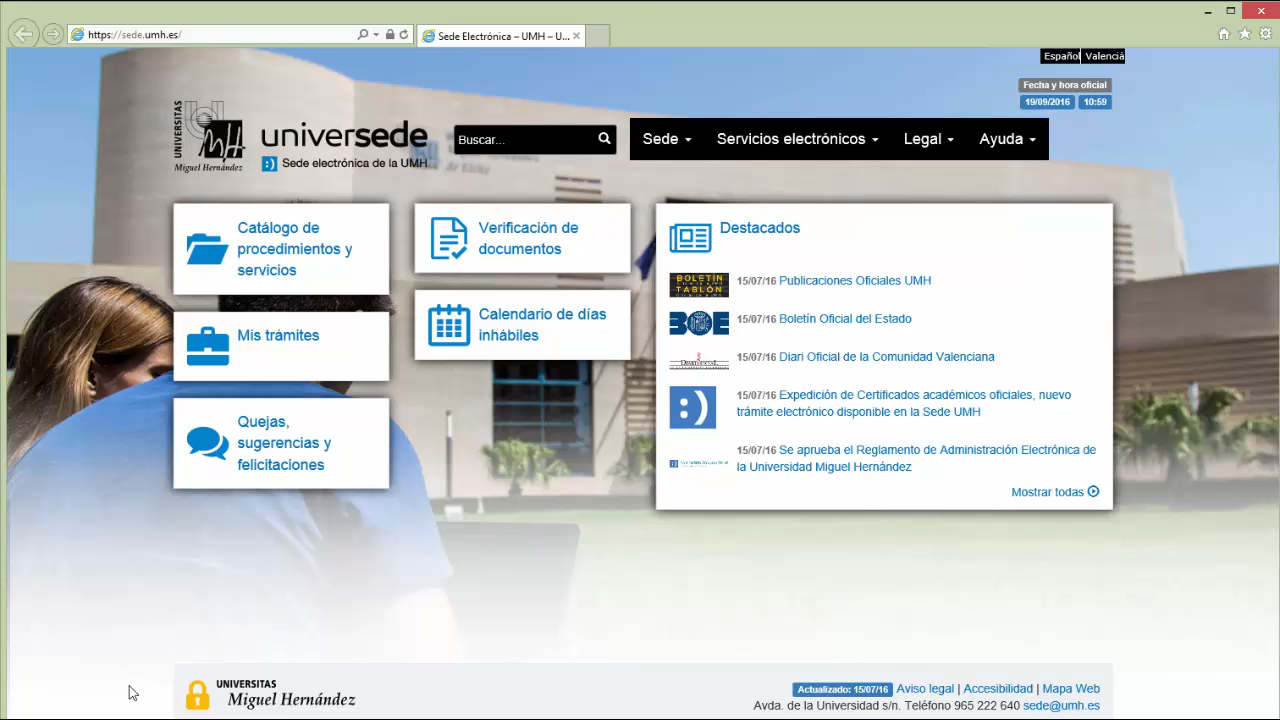 https://sede.umh.es/
Sede Electrónica – UMH – U...
Español
Valencià
Fecha y hora oficial
19/09/2016
10:59
UNIVERSITAS
Miguel Hernández
universede
:) Sede electrónica de la UMH
Buscar...
Sede
Servicios electrónicos
Legal
Ayuda
Catálogo de
procedimientos y
servicios
Mis trámites
Quejas,
sugerencias y
felicitaciones
Verificación de
documentos
Calendario de días
inhábiles
Destacados
BOLETÍN
TABLÓN
15/07/16 Publicaciones Oficiales UMH
BOE
15/07/16 Boletín Oficial del Estado
15/07/16 Diari Oficial de la Comunidad Valenciana
:)
15/07/16 Expedición de Certificados académicos oficiales, nuevo
trámite electrónico disponible en la Sede UMH
15/07/16 Se aprueba el Reglamento de Administración Electrónica de
la Universidad Miguel Hernández
Mostrar todas
UNIVERSITAS
Miguel Hernández
Actualizado: 15/07/16 Aviso legal | Accesibilidad | Mapa Web
Avda. de la Universidad s/n. Teléfono 965 222 640 sede@umh.es